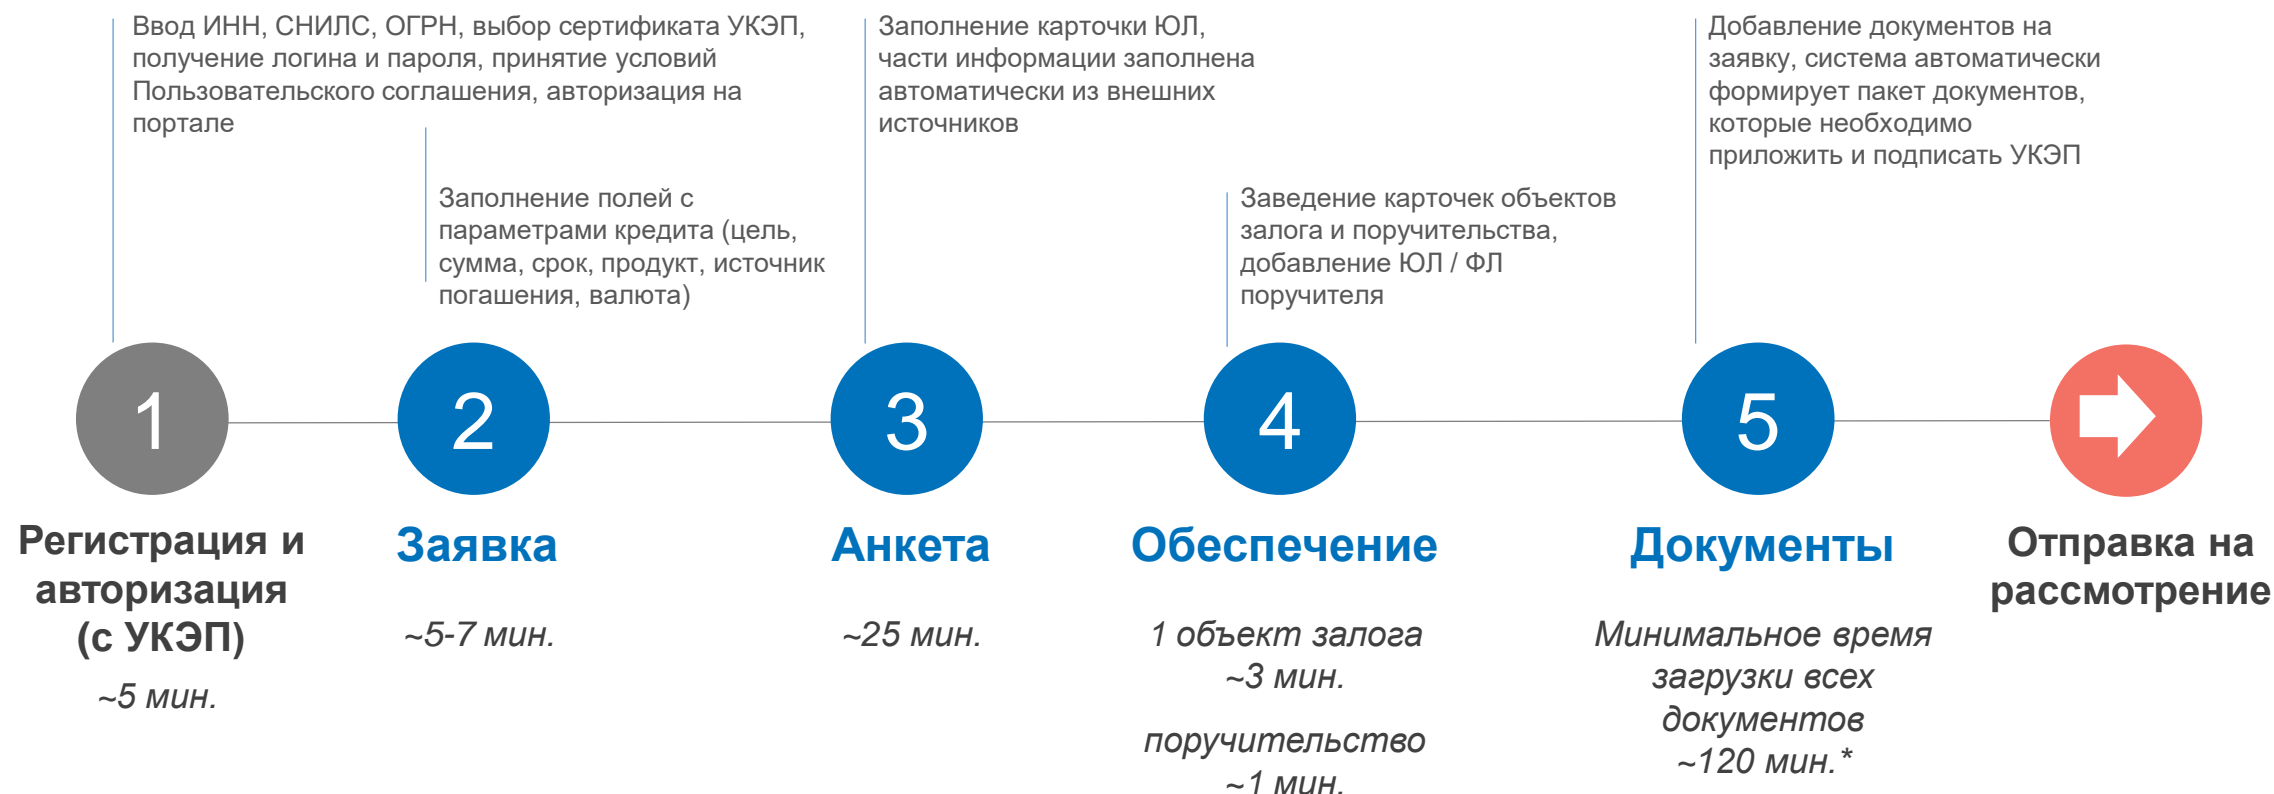 Ввод ИНН, СНИЛС, ОГРН, выбор сертификата УКЭП,
получение логина и пароля, принятие условий
Пользовательского соглашения, авторизация на
портале
Заполнение полей с
параметрами кредита (цель,
сумма, срок, продукт, источник
погашения, валюта)
Заполнение карточки ЮЛ,
части информации заполнена
автоматически из внешних
источников
Заведение карточек объектов
залога и поручительства,
добавление ЮЛ / ФЛ
поручителя
Добавление документов на
заявку, система автоматически
формирует пакет документов,
которые необходимо
приложить и подписать УКЭП
1
2
3
4
5
Регистрация и
авторизация
(с УКЭП)
~5 мин.
Заявка
~5-7 мин.
Анкета
~25 мин.
Обеспечение
1 объект залога
~3 мин.
поручительство
~1 мин.
Документы
Минимальное время
загрузки всех
документов
~120 мин.*
Отправка на
рассмотрение